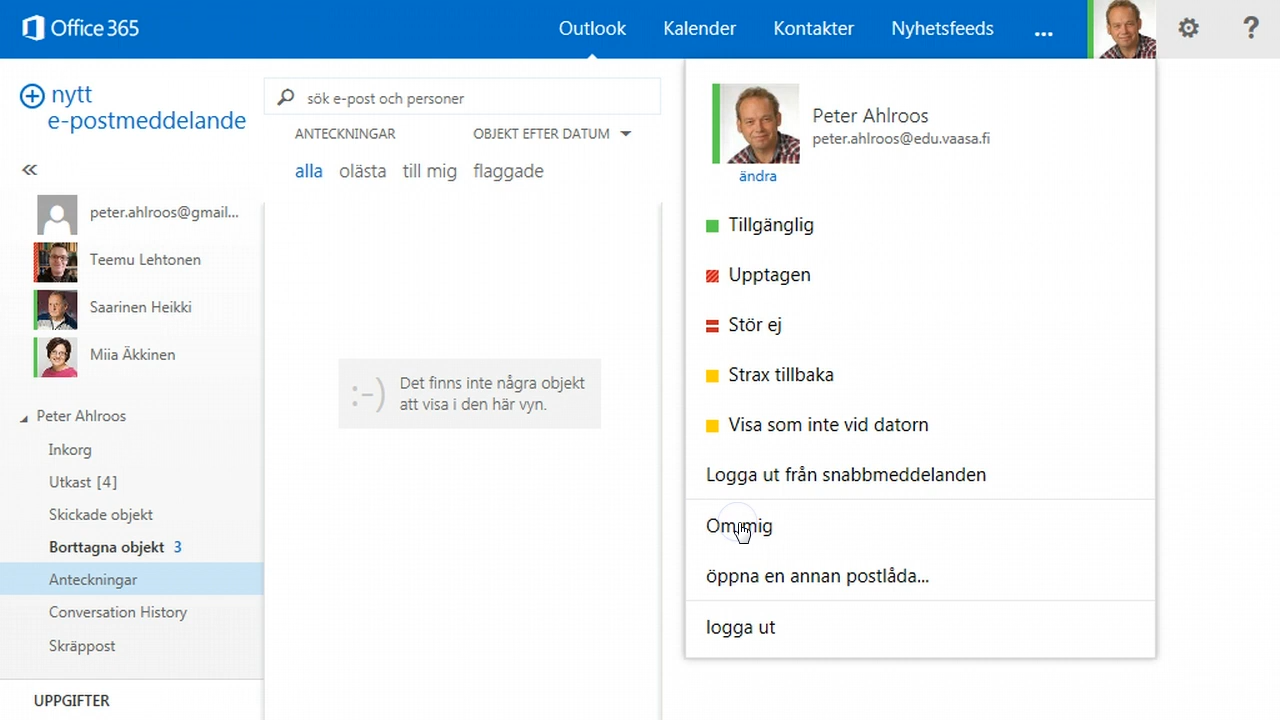 Office 365
Outlook
Kalender
Kontakter
Nyhetsfeeds
...
?
nytt
e-postmeddelande
«
peter.ahlroos@gmail...
Teemu Lehtonen
Saarinen Heikki
Miia Äkkinen
Peter Ahlroos
Inkorg
Utkast [4]
Skickade objekt
Borttagna objekt 3
Anteckningar
Conversation History
Skräppost
UPPGIFTER
sök e-post och personer
ANTECKNINGAR
OBJEKT EFTER DATUM
alla olästa till mig flaggade
:-)
Det finns inte några objekt
att visa i den här vyn.
Peter Ahlroos
peter.ahlroos@edu.vaasa.fi
ändra
Tillgänglig
Upptagen
Stör ej
Strax tillbaka
Visa som inte vid datorn
Logga ut från snabbmeddelanden
Om mig
öppna en annan postlåda...
logga ut